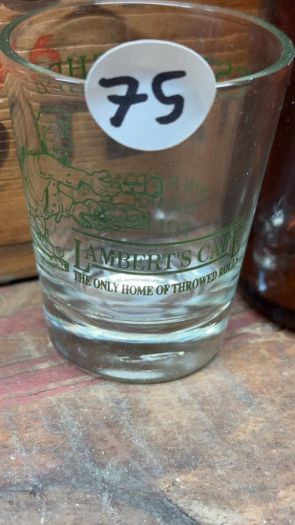 75
LAMBERT'S CAFE
THE ONLY HOME OF THROWED ROLLS